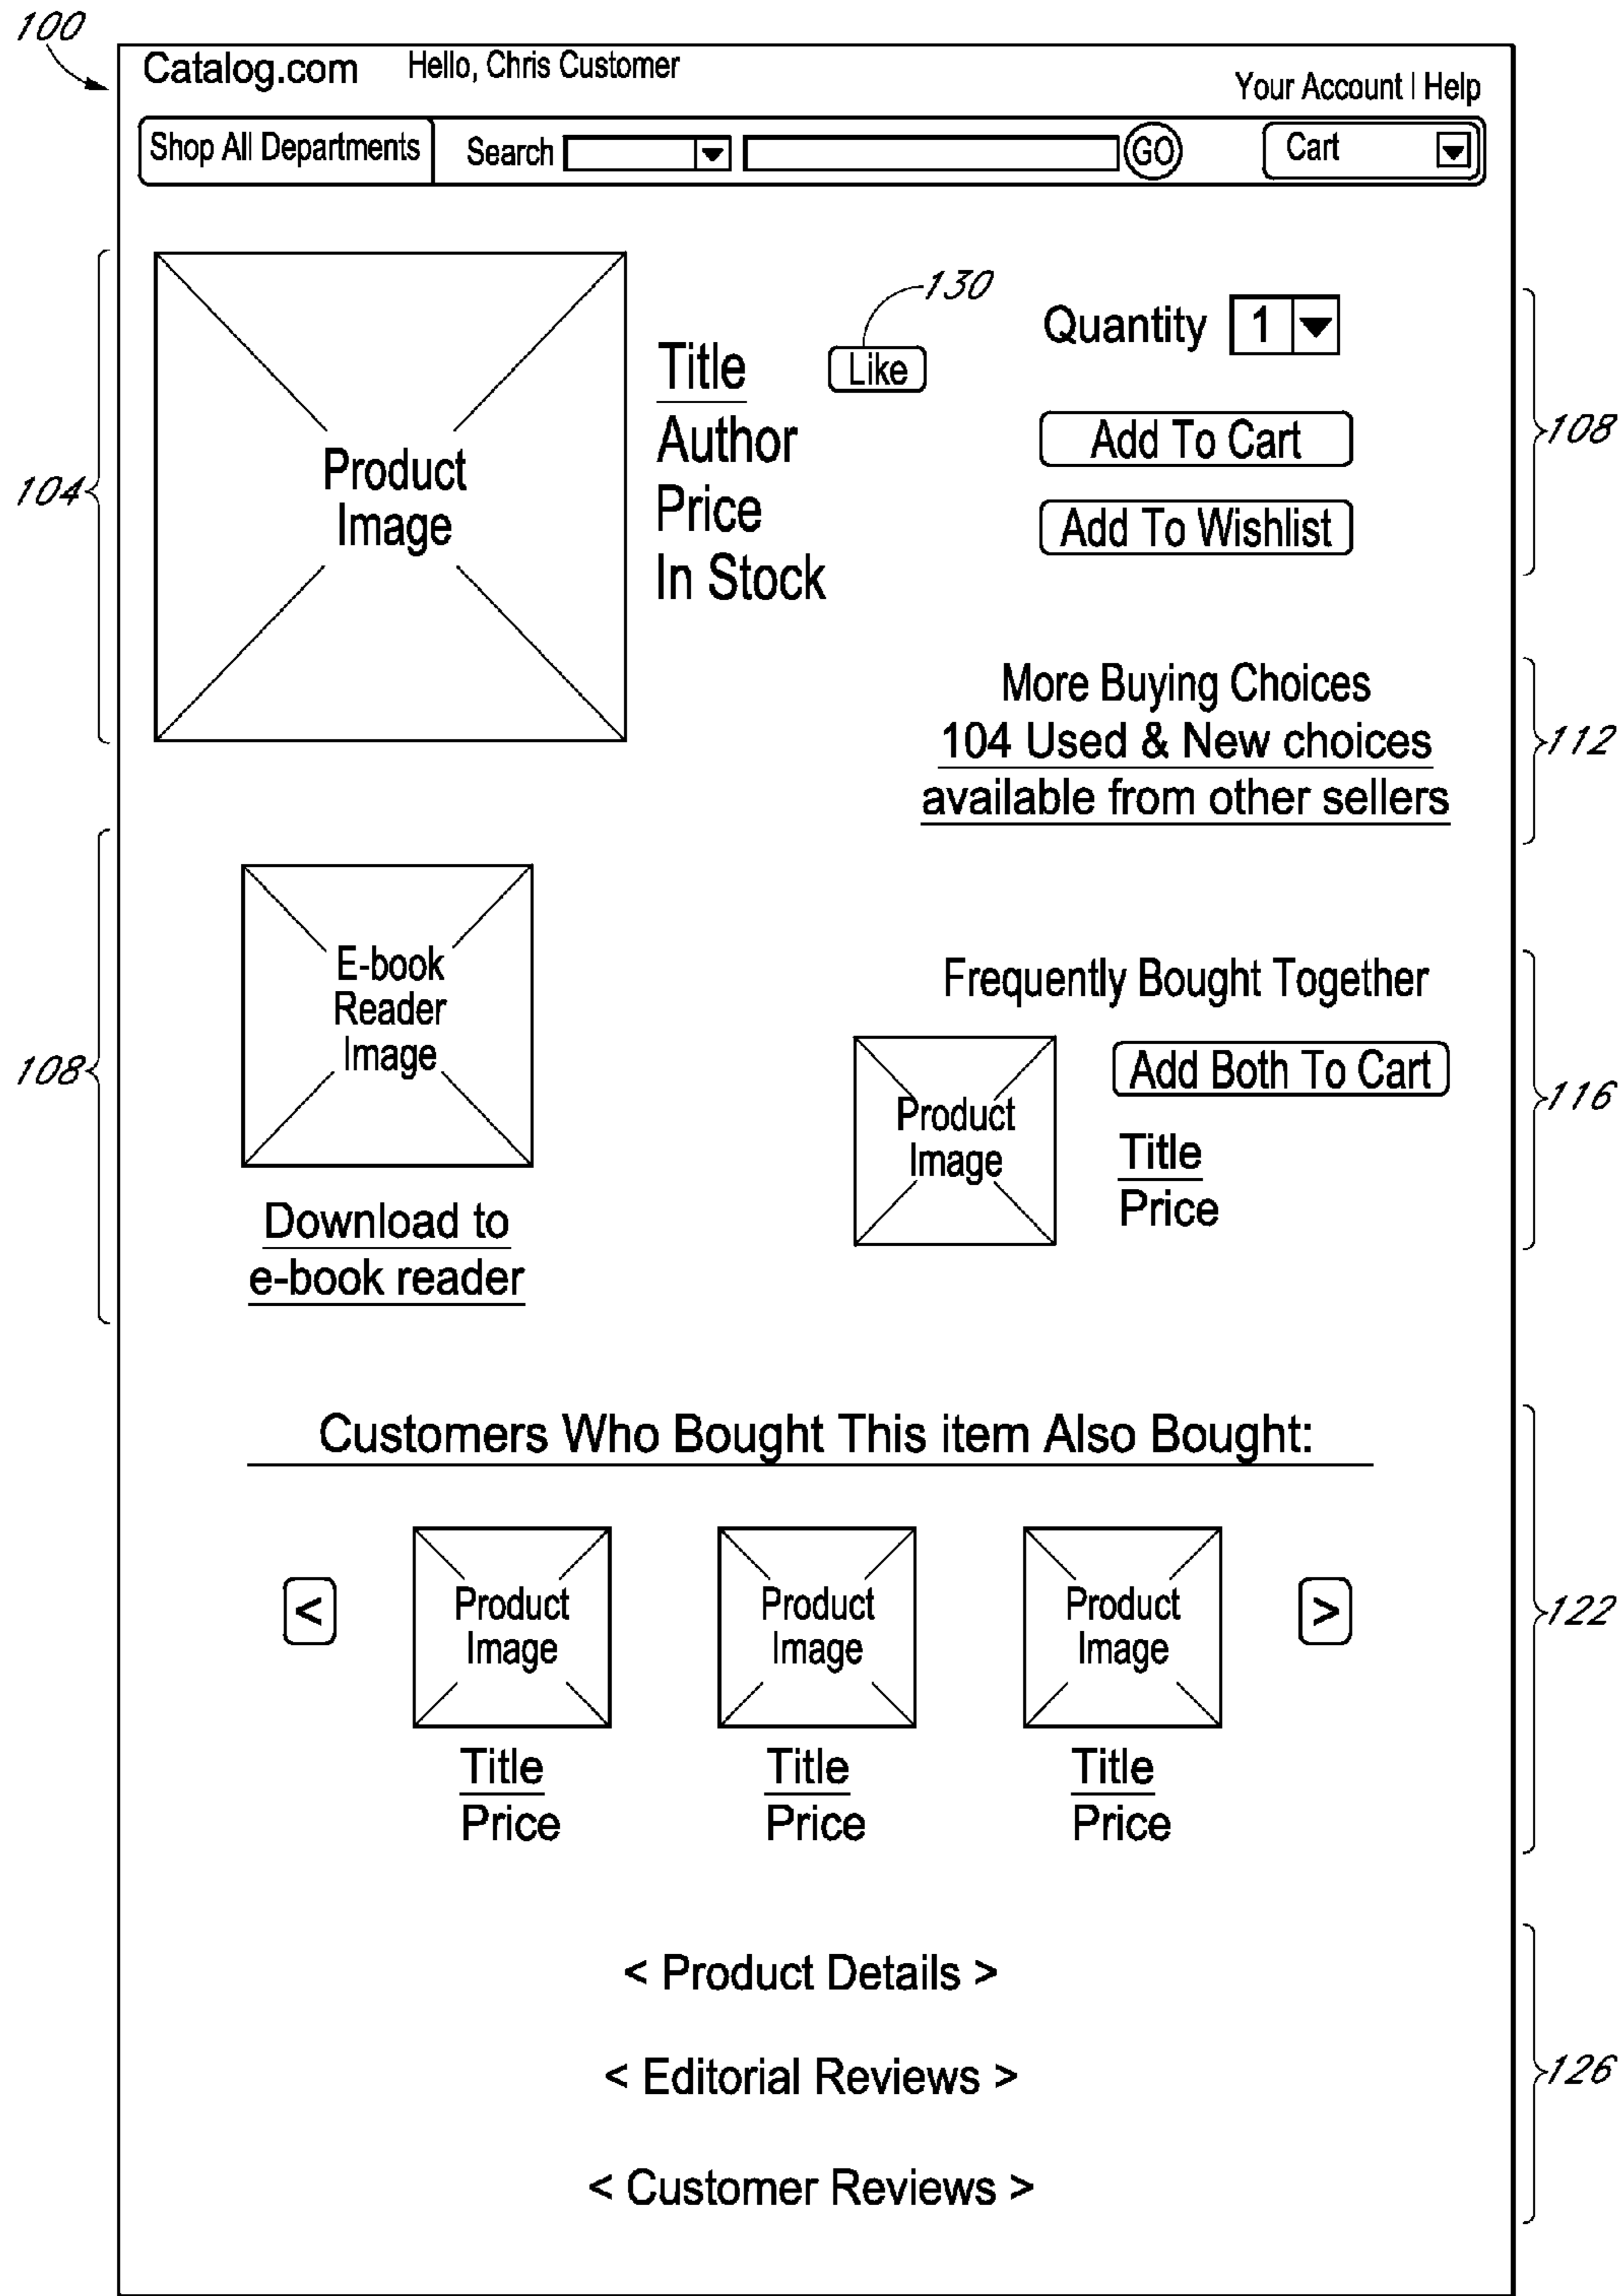 100
Catalog.com
Hello, Chris Customer
Your Account | Help
Shop All Departments
Search
GO
Cart
104
Product
Image
Title
Author
Price
In Stock
130
Like
Quantity 1
Add To Cart
Add To Wishlist
108
More Buying Choices
104 Used & New choices
available from other sellers
112
108
E-book
Reader
Image
Download to
e-book reader
Frequently Bought Together
Product
Image
Add Both To Cart
Title
Price
116
Customers Who Bought This item Also Bought:
<
Product
Image
Title
Price
Product
Image
Title
Price
Product
Image
Title
Price
>
122
< Product Details >
< Editorial Reviews >
< Customer Reviews >
126